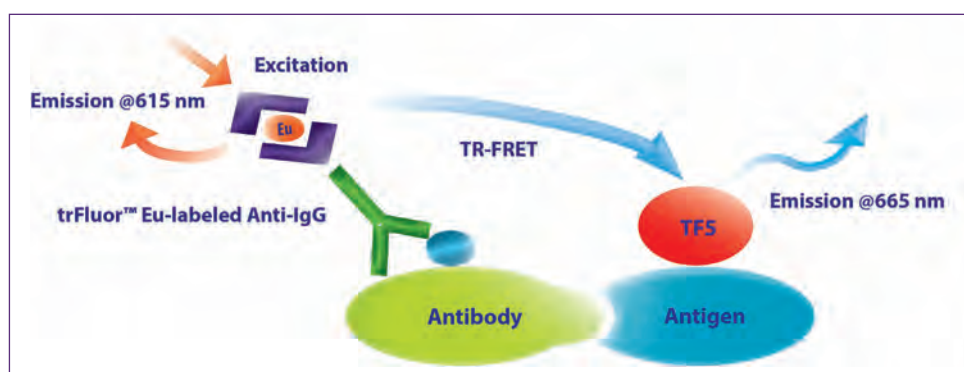 Excitation
Emission @615 nm
Eu
TR-FRET
trFluor™ Eu-labeled Anti-IgG
TF5
Emission @665 nm
Antibody
Antigen